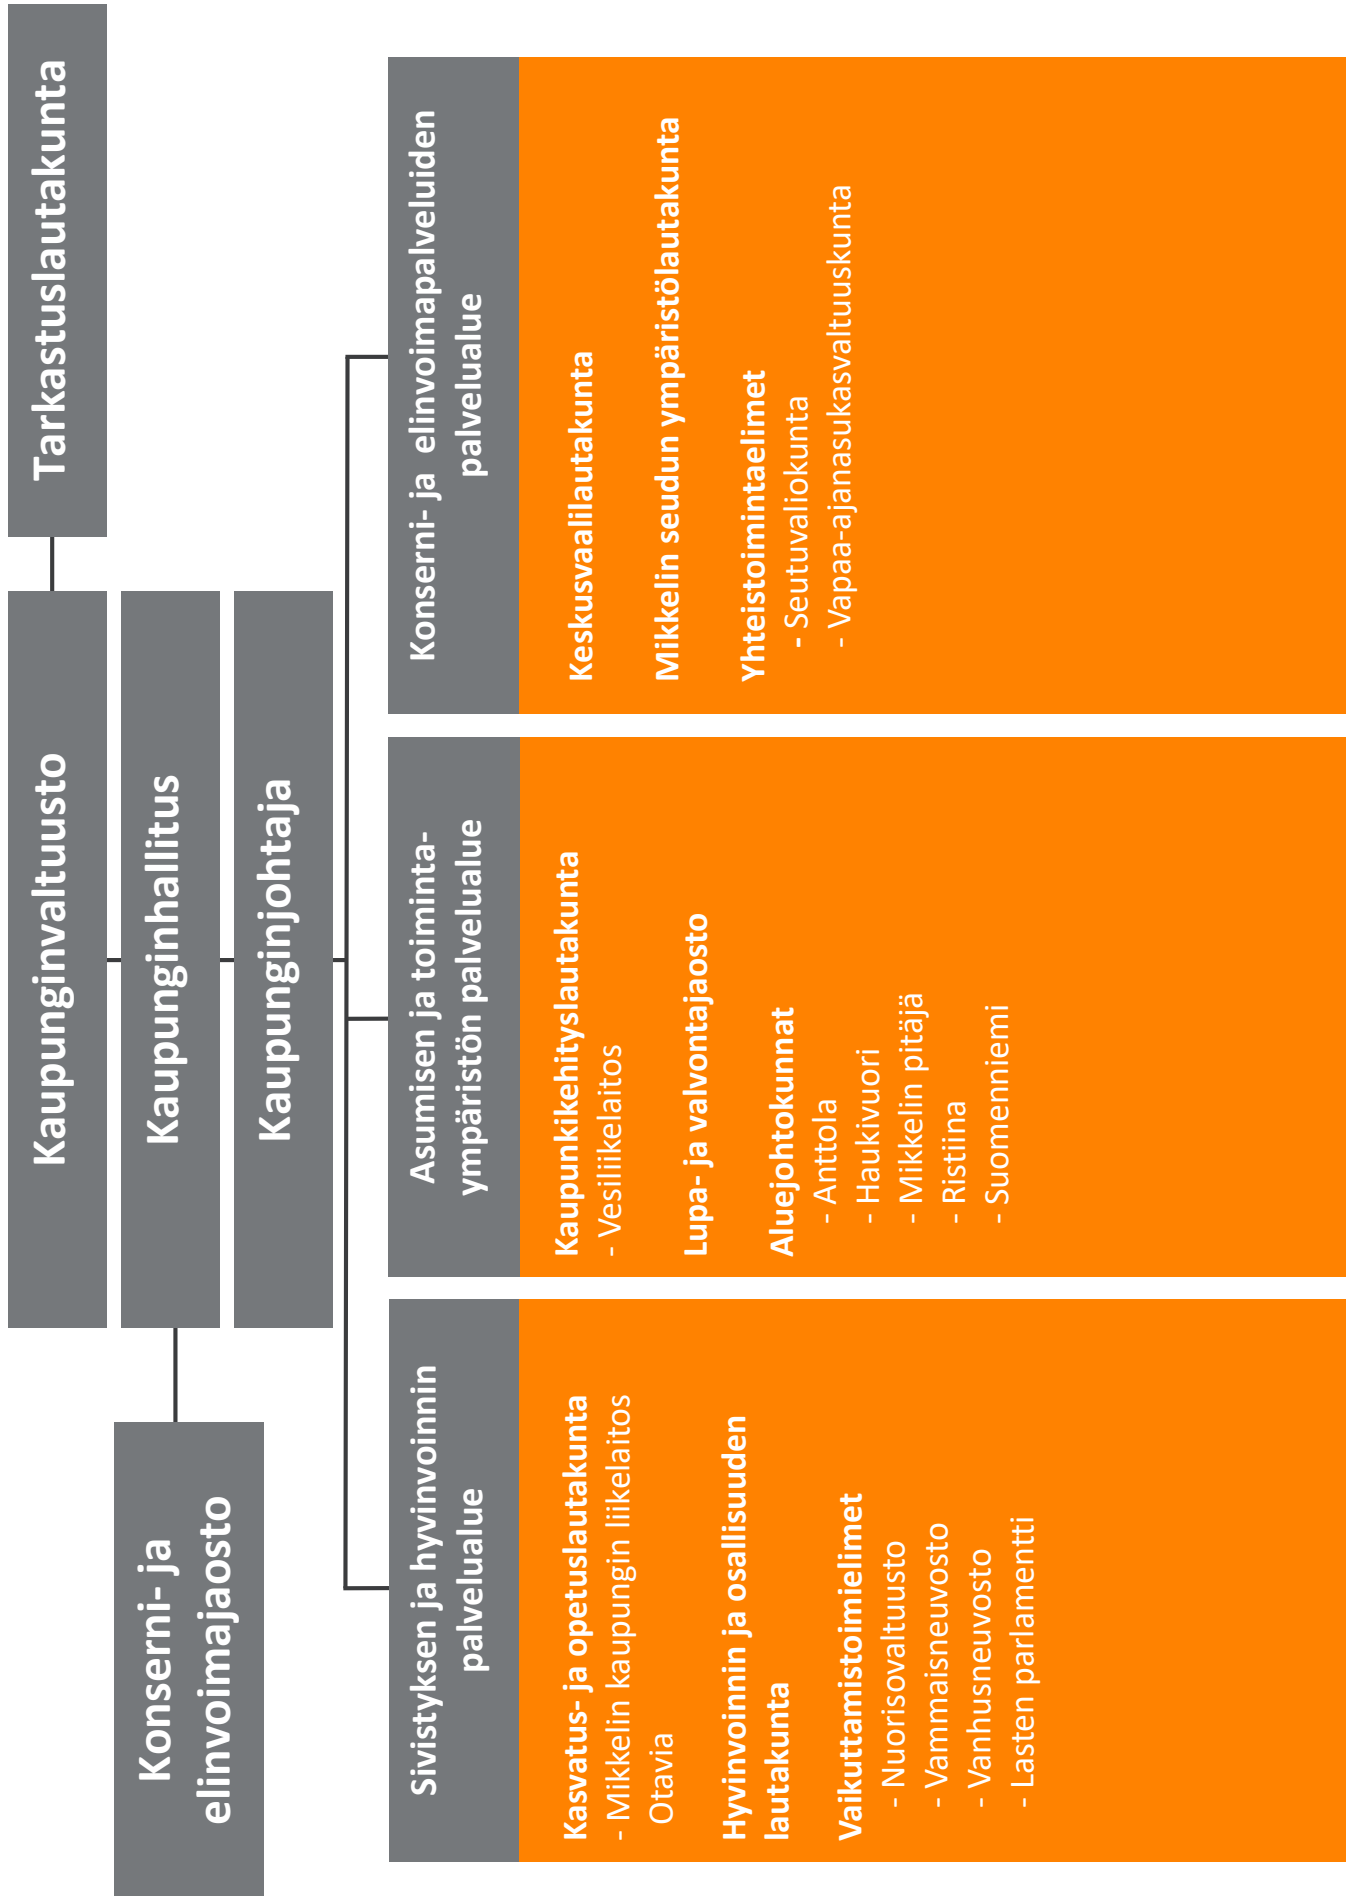 Kaupunginvaltuusto
Tarkastuslautakunta
Kaupunginhallitus
Konserni- ja
elinvoimajaosto
Kaupunginjohtaja
Sivistyksen ja hyvinvoinnin
palvelualue
Kasvatus- ja opetuslautakunta
- Mikkelin kaupungin liikelaitos
Otavia
Hyvinvoinnin ja osallisuuden
lautakunta
Vaikuttamistoimielimet
- Nuorisovaltuusto
- Vammaisneuvosto
- Vanhusneuvosto
- Lasten parlamentti
Asumisen ja toiminta-
ympäristön palvelualue
Kaupunkikehityslautakunta
- Vesiliikelaitos
Lupa- ja valvontajaosto
Aluejohtokunnat
- Anttola
- Haukivuori
- Mikkelin pitäjä
- Ristiina
- Suomenniemi
Konserni- ja elinvoimapalveluiden
palvelualue
Keskusvaalilautakunta
Mikkelin seudun ympäristölautakunta
Yhteistoimintaelimet
- Seutuvaliokunta
- Vapaa-ajanasukasvaltuuskunta